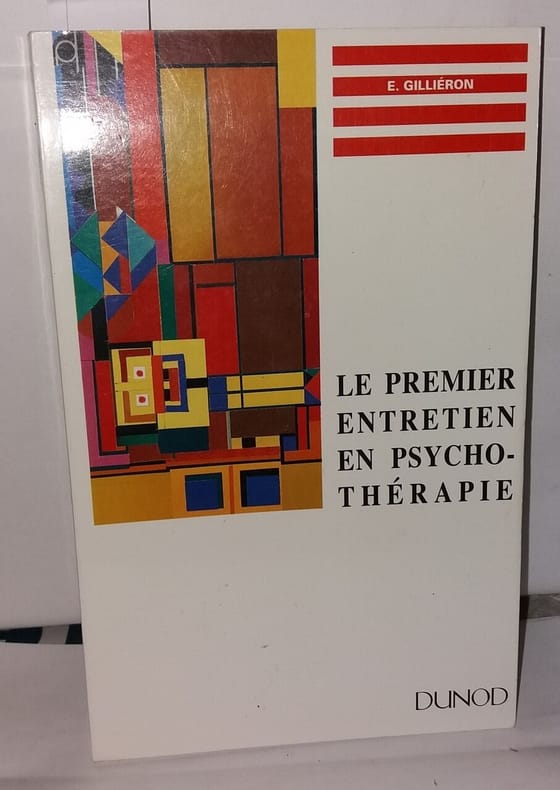 E. GILLIÉRON
LE PREMIER
ENTRETIEN
EN PSYCHO-
THÉRAPIE
DUNOD